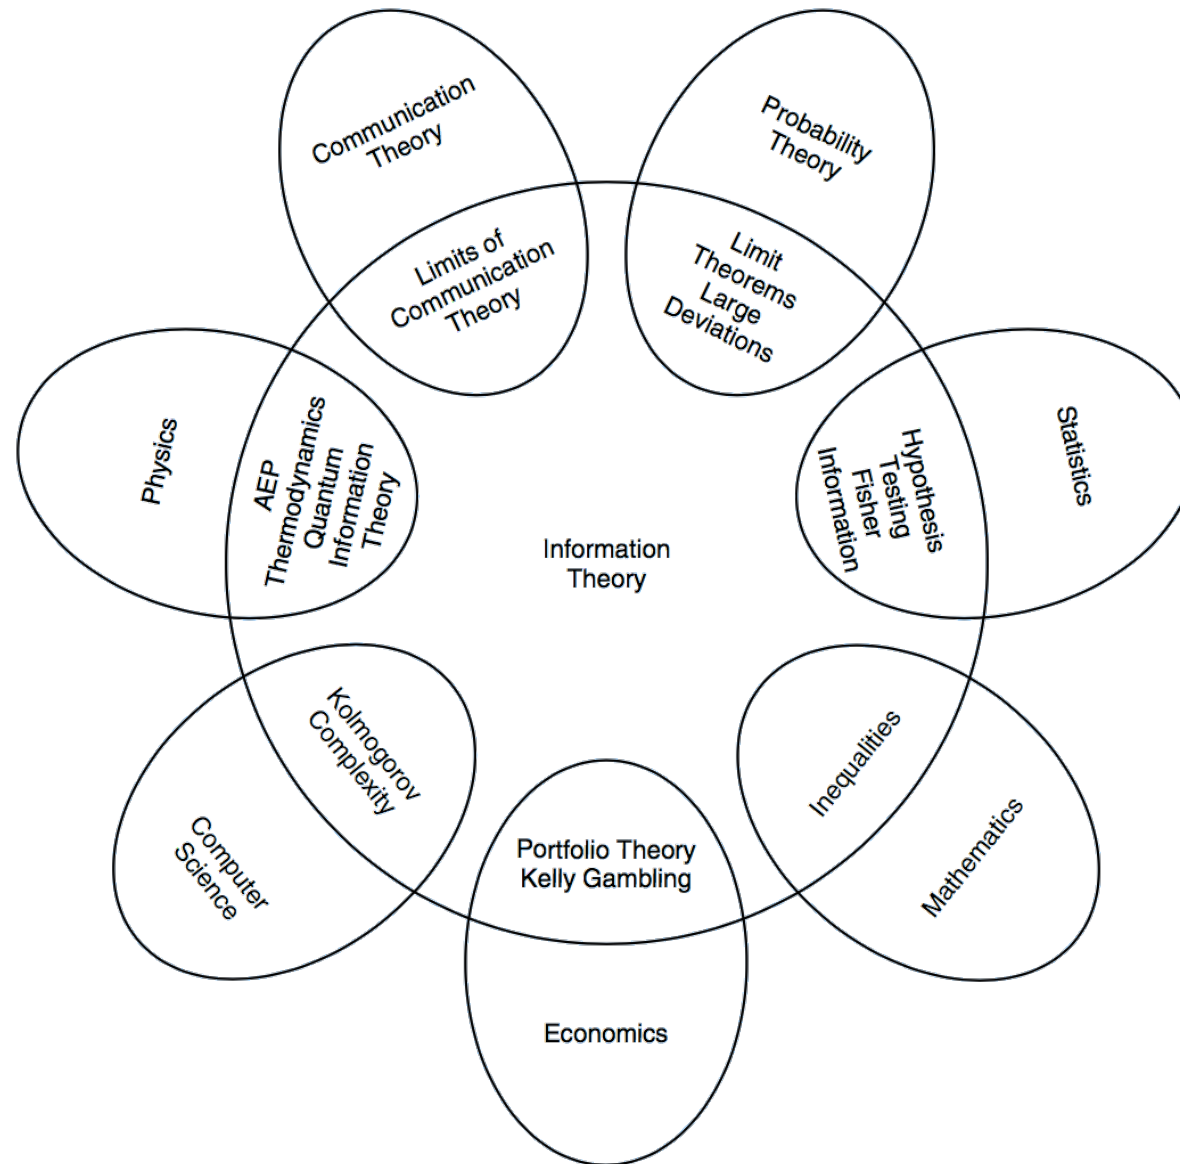 Communication
Theory
Probability
Theory
Limits of
Communication
Theory
Limit
Theorems
Large
Deviations
Physics
AEP
Thermodynamics
Quantum
Information
Theory
Hypothesis
Testing
Fisher
Information
Statistics
Information
Theory
Kolmogorov
Complexity
Computer
Science
Portfolio Theory
Kelly Gambling
Economics
Inequalities
Mathematics